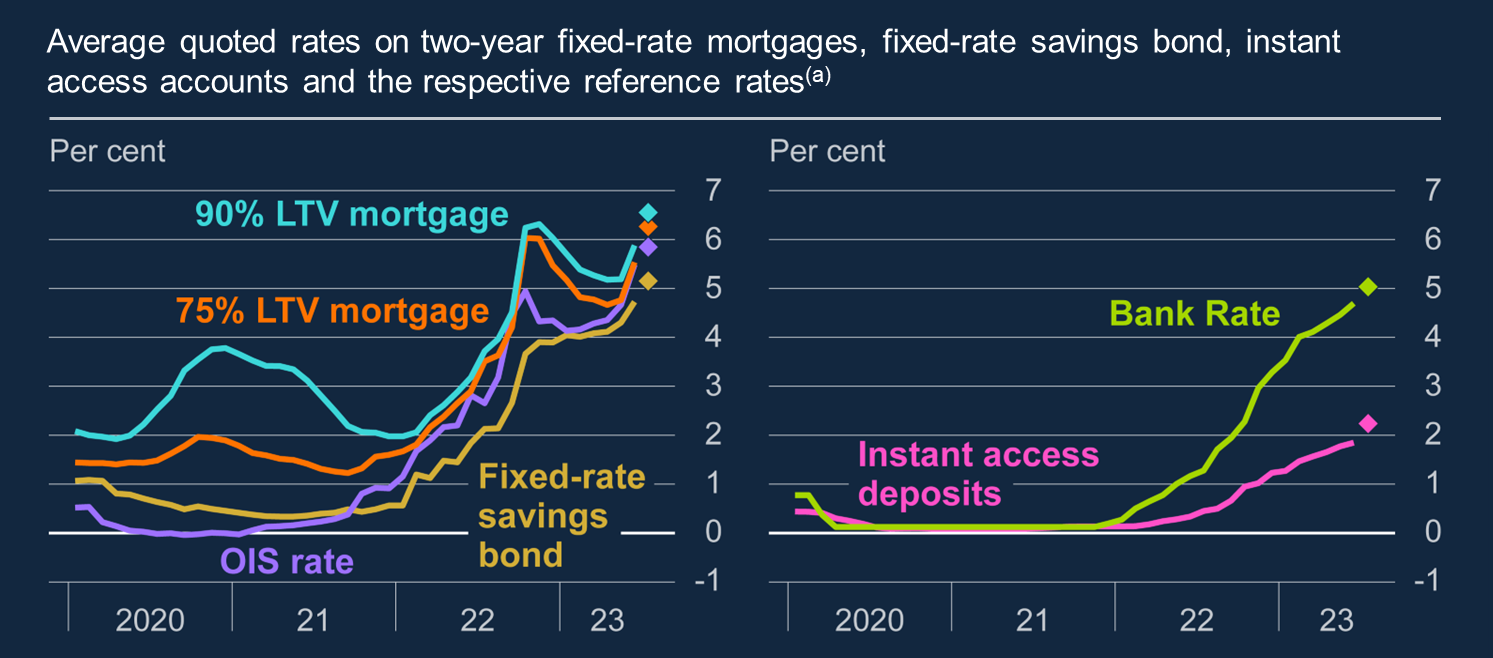 Average quoted rates on two-year fixed-rate mortgages, fixed-rate savings bond, instant
access accounts and the respective reference rates(a)
Per cent
7
90% LTV mortgage
6
5
75% LTV mortgage
4
3
2
Fixed-rate
savings
bond
1
0
OIS rate
-1
2020 21 22 23
Per cent
7
6
5
Bank Rate
4
3
2
Instant access
deposits
1
0
-1
2020 21 22 23